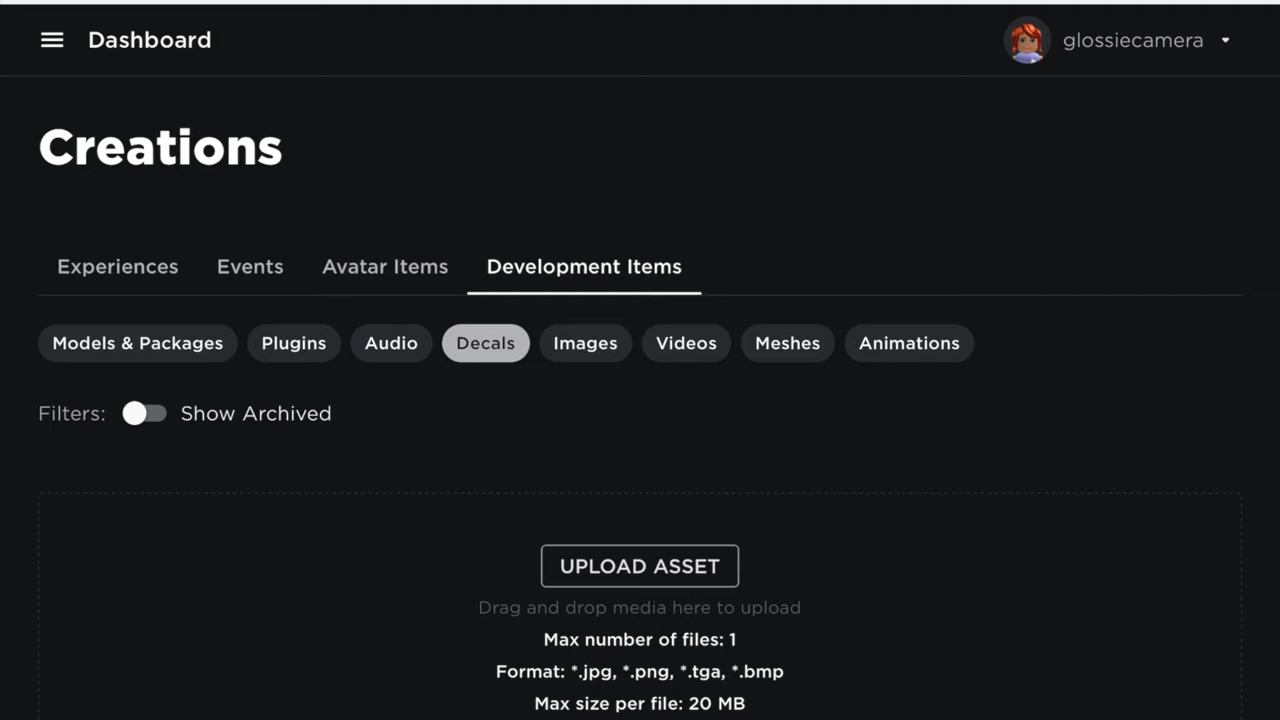 Dashboard
glossiecamera
Creations
Experiences Events Avatar Items Development Items
Models & Packages Plugins Audio Decals Images Videos Meshes Animations
Filters: Show Archived
UPLOAD ASSET
Drag and drop media here to upload
Max number of files: 1
Format: *.jpg, *.png, *.tga, *.bmp
Max size per file: 20 MB